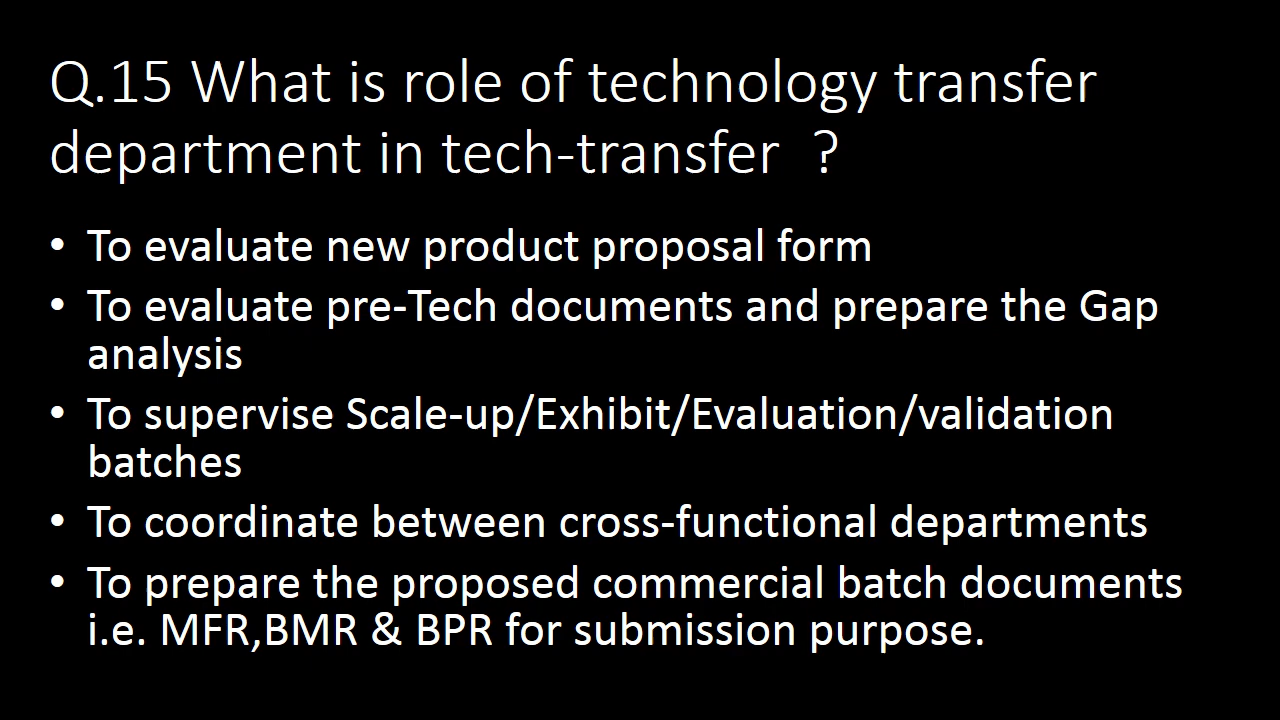 Q.15 What is role of technology transfer
department in tech-transfer ?
• To evaluate new product proposal form
• To evaluate pre-Tech documents and prepare the Gap
analysis
• To supervise Scale-up/Exhibit/Evaluation/validation
batches
• To coordinate between cross-functional departments
• To prepare the proposed commercial batch documents
i.e. MFR,BMR & BPR for submission purpose.